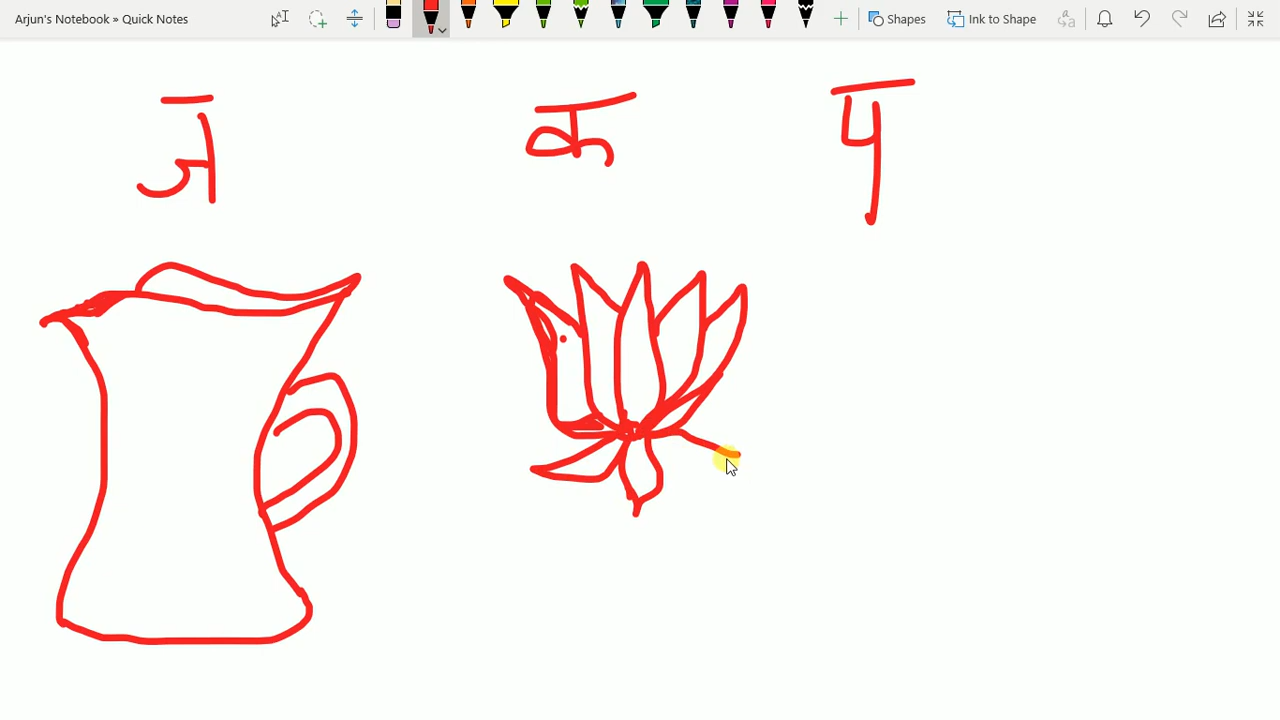 Arjun's Notebook » Quick Notes
Shapes
Ink to Shape
ज क प